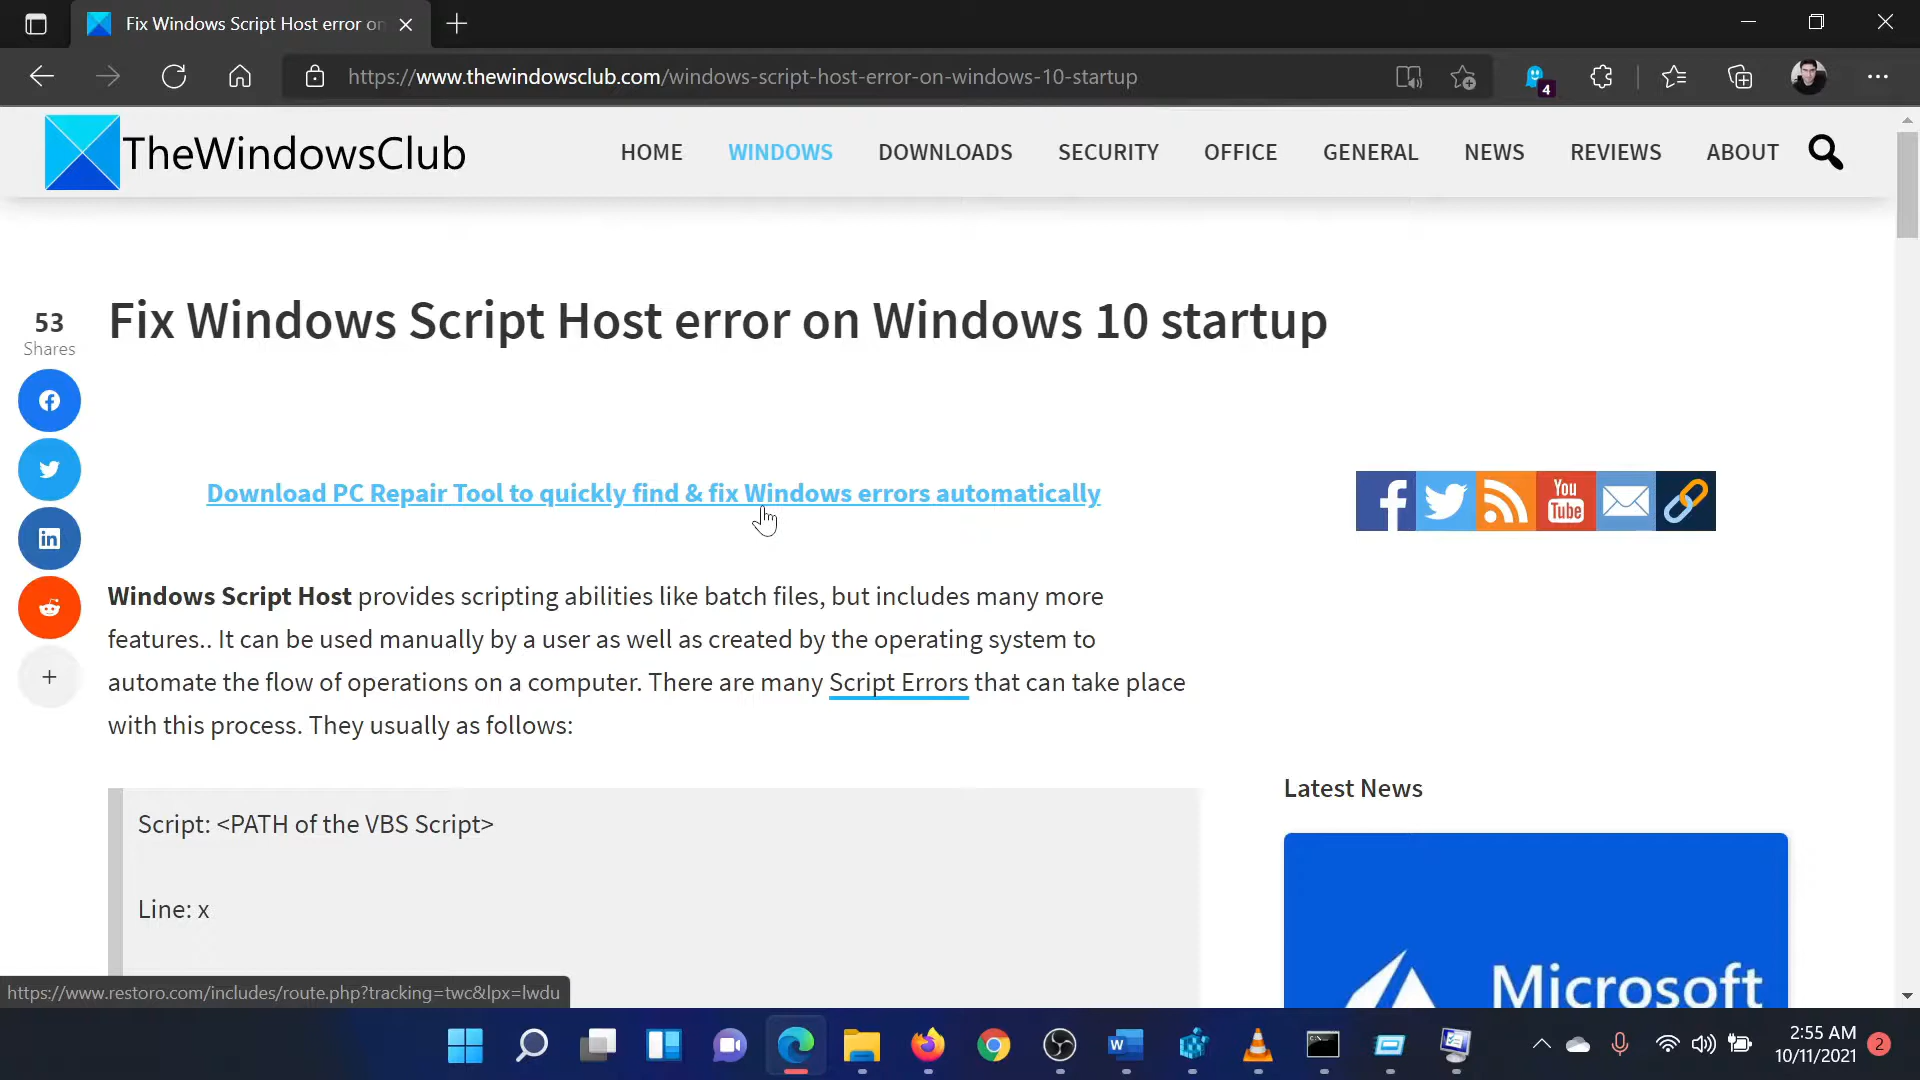 Fix Windows Script Host error on
https://www.thewindowsclub.com/windows-script-host-error-on-windows-10-startup
4
TheWindowsClub
HOME WINDOWS DOWNLOADS SECURITY OFFICE GENERAL NEWS REVIEWS ABOUT
Fix Windows Script Host error on Windows 10 startup
53
Shares
Download PC Repair Tool to quickly find & fix Windows errors automatically
You
Tube
Windows Script Host provides scripting abilities like batch files, but includes many more
features.. It can be used manually by a user as well as created by the operating system to
automate the flow of operations on a computer. There are many Script Errors that can take place
with this process. They usually as follows:
Script: <PATH of the VBS Script>
Line: x
Latest News
Microsoft
https://www.restoro.com/includes/route.php?tracking=twc&lpx=lwdu
2:55 AM
10/11/2021
2